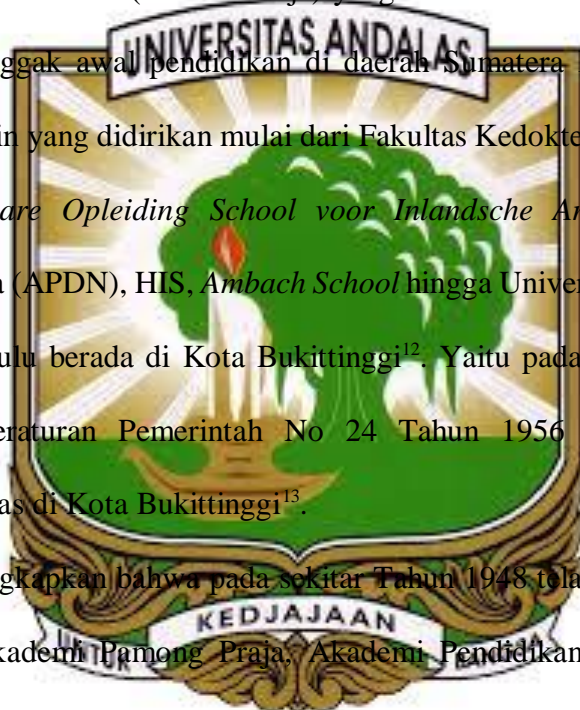 yang
UNIVERSITAS ANDALAS
ggak awal pendidikan di daerah Sumatera
in yang didirikan mulai dari Fakultas Kedokte
are Opleiding School voor Inlandsche A
a (APDN), HIS, Ambach School hingga Univer
ulu berada di Kota Bukittinggi¹². Yaitu pada
eraturan Pemerintah No 24 Tahun 1956
as di Kota Bukittinggi¹³.
gkapkan bahwa pada sekitar Tahun 1948 tela
KEDJAJAAN
kademi Pamong Praja, Akademi Pendidikan